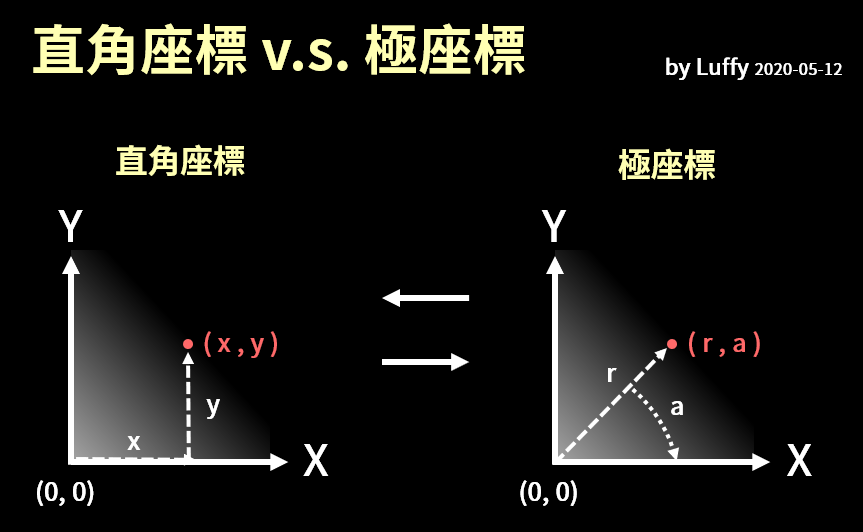 直角座標 v.s. 極座標
by Luffy 2020-05-12
直角座標
極座標
Y
Y
( x , y )
( r , a )
r
y
a
x
X
X
(0, 0)
(0, 0)